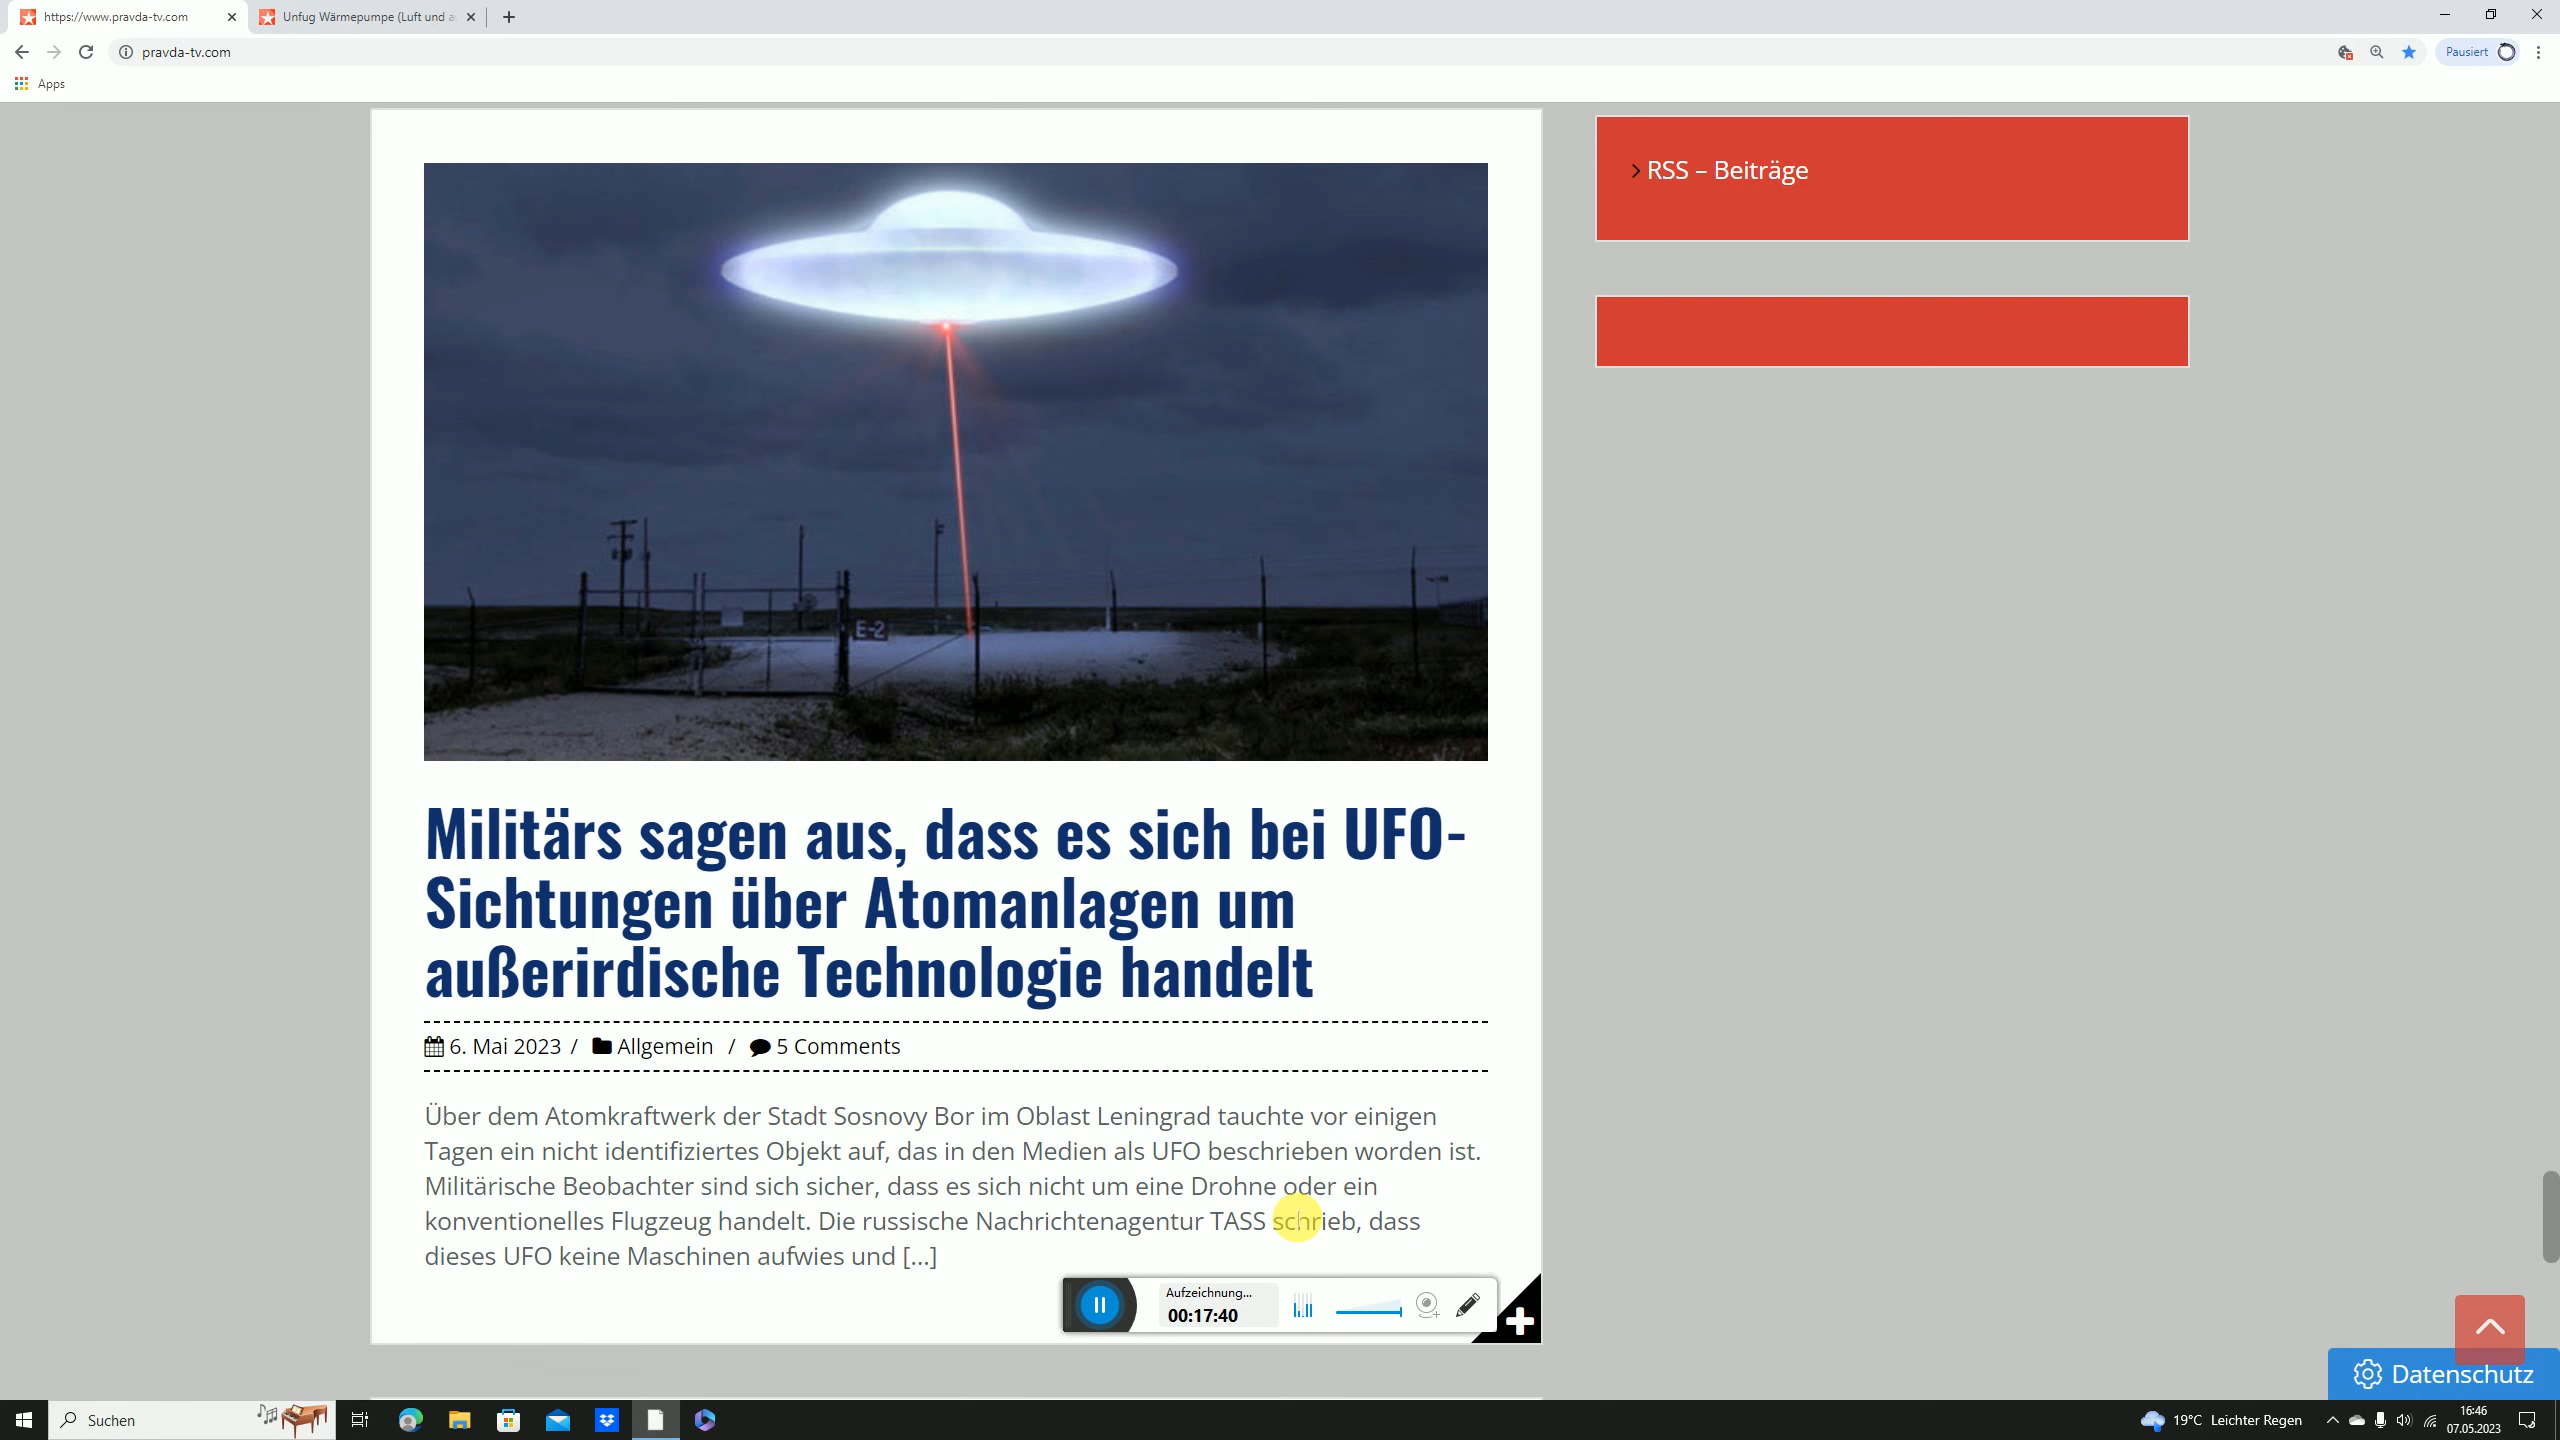 https://www.pravda-tv.com
Unfug Wärmepumpe (Luft und a
pravda-tv.com
Pausiert
Apps
RSS – Beiträge
E-2
Militärs sagen aus, dass es sich bei UFO-
Sichtungen über Atomanlagen um
außerirdische Technologie handelt
6. Mai 2023 / Allgemein / 5 Comments
Über dem Atomkraftwerk der Stadt Sosnovy Bor im Oblast Leningrad tauchte vor einigen
Tagen ein nicht identifiziertes Objekt auf, das in den Medien als UFO beschrieben worden ist.
Militärische Beobachter sind sich sicher, dass es sich nicht um eine Drohne oder ein
konventionelles Flugzeug handelt. Die russische Nachrichtenagentur TASS schrieb, dass
dieses UFO keine Maschinen aufwies und […]
Aufzeichnung...
00:17:40
Datenschutz
Suchen
19°C Leichter Regen
16:46
07.05.2023